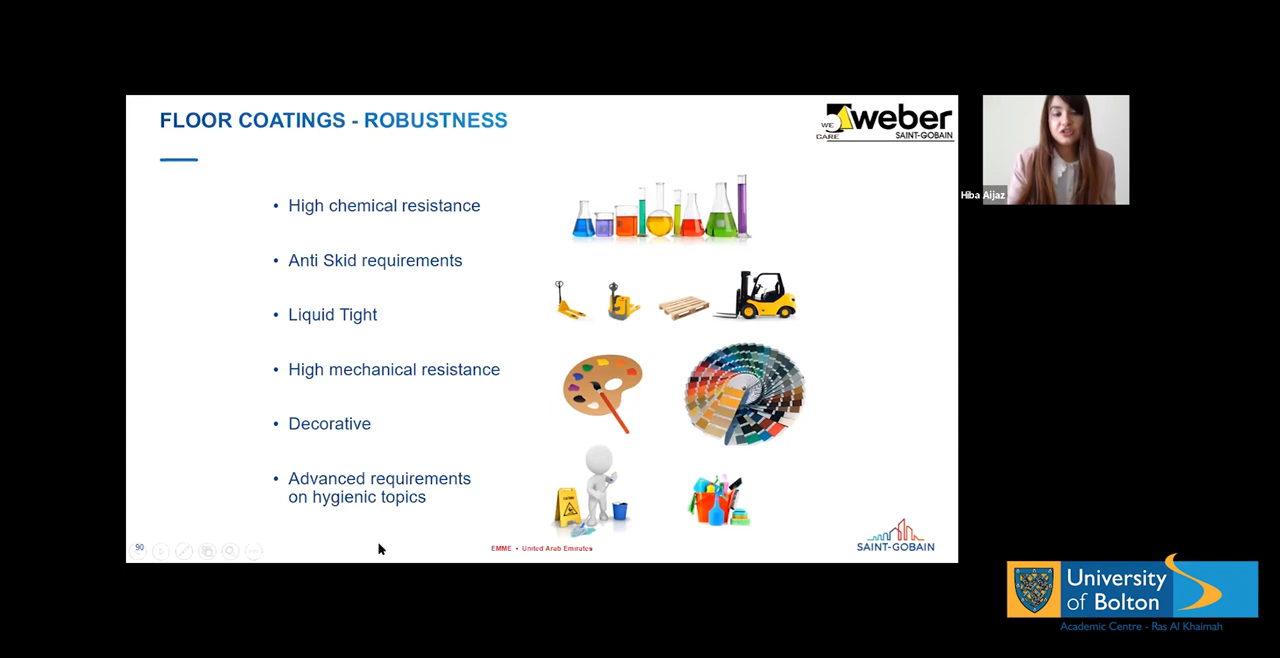 FLOOR COATINGS - ROBUSTNESS
WE
CARE
weber
SAINT-GOBAIN
Hiba Aijaz
• High chemical resistance
• Anti Skid requirements
• Liquid Tight
• High mechanical resistance
• Decorative
• Advanced requirements
on hygienic topics
90
EMME • United Arab Emirates
SAINT-GOBAIN
University
of Bolton
Academic Centre - Ras Al Khaimah